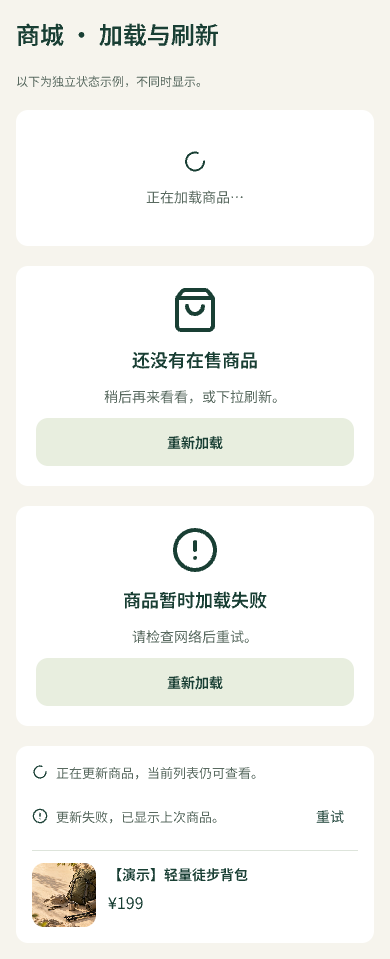 商城 · 加载与刷新
以下为独立状态示例，不同时显示。
正在加载商品…
还没有在售商品
稍后再来看看，或下拉刷新。
重新加载
商品暂时加载失败
请检查网络后重试。
重新加载
正在更新商品，当前列表仍可查看。
更新失败，已显示上次商品。 重试
【演示】轻量徒步背包
¥199